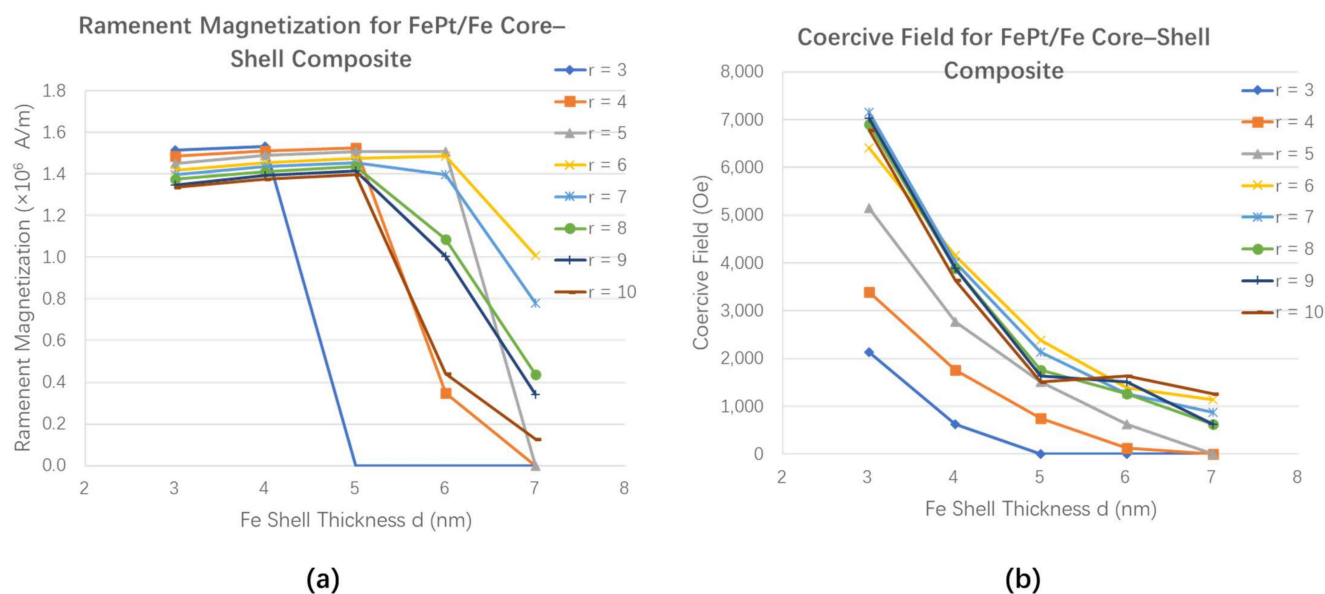 Ramenent Magnetization for FePt/Fe Core–
Shell Composite
Ramenent Magnetization (×10⁶ A/m)
1.8
1.6
1.4
1.2
1.0
0.8
0.6
0.4
0.2
0.0
2
3
4
5
6
7
8
Fe Shell Thickness d (nm)
r = 3
r = 4
r = 5
r = 6
r = 7
r = 8
r = 9
r = 10
(a)
Coercive Field for FePt/Fe Core–Shell
Composite
Coercive Field (Oe)
8,000
7,000
6,000
5,000
4,000
3,000
2,000
1,000
0
2
3
4
5
6
7
8
Fe Shell Thickness d (nm)
r = 3
r = 4
r = 5
r = 6
r = 7
r = 8
r = 9
r = 10
(b)